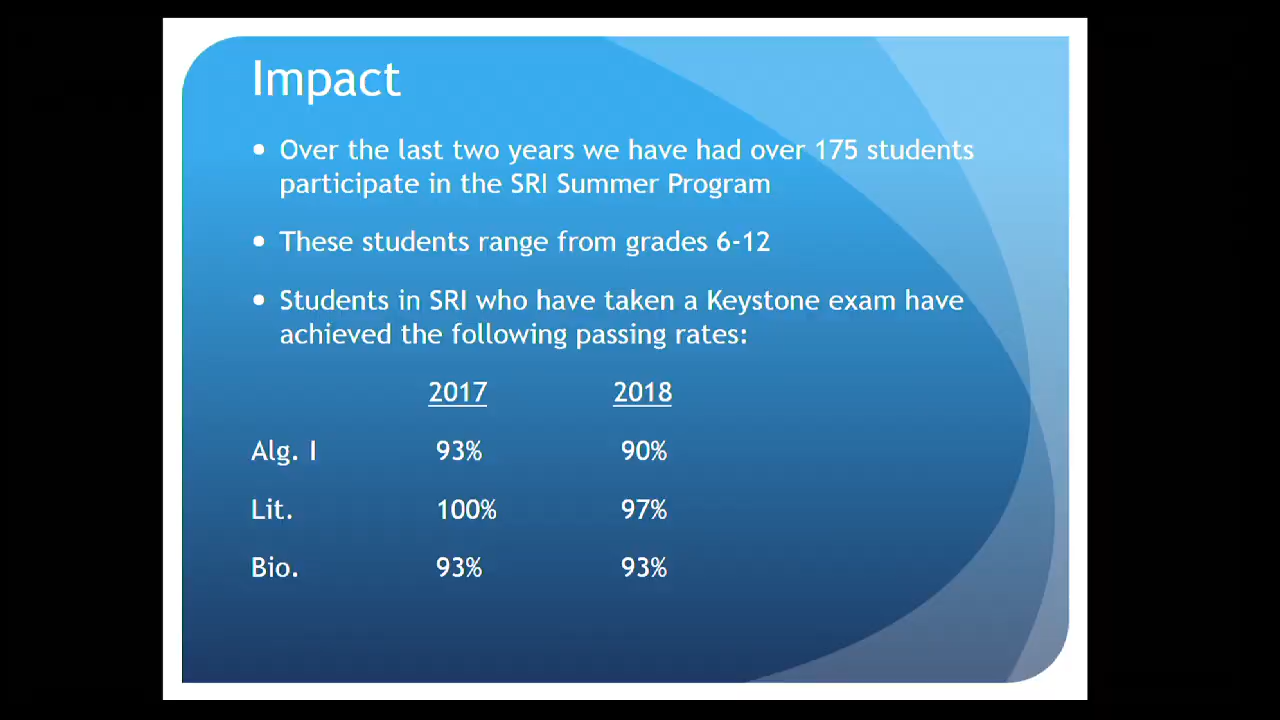 Impact
• Over the last two years we have had over 175 students
participate in the SRI Summer Program
• These students range from grades 6-12
• Students in SRI who have taken a Keystone exam have
achieved the following passing rates:
2017 2018
Alg. I 93% 90%
Lit. 100% 97%
Bio. 93% 93%